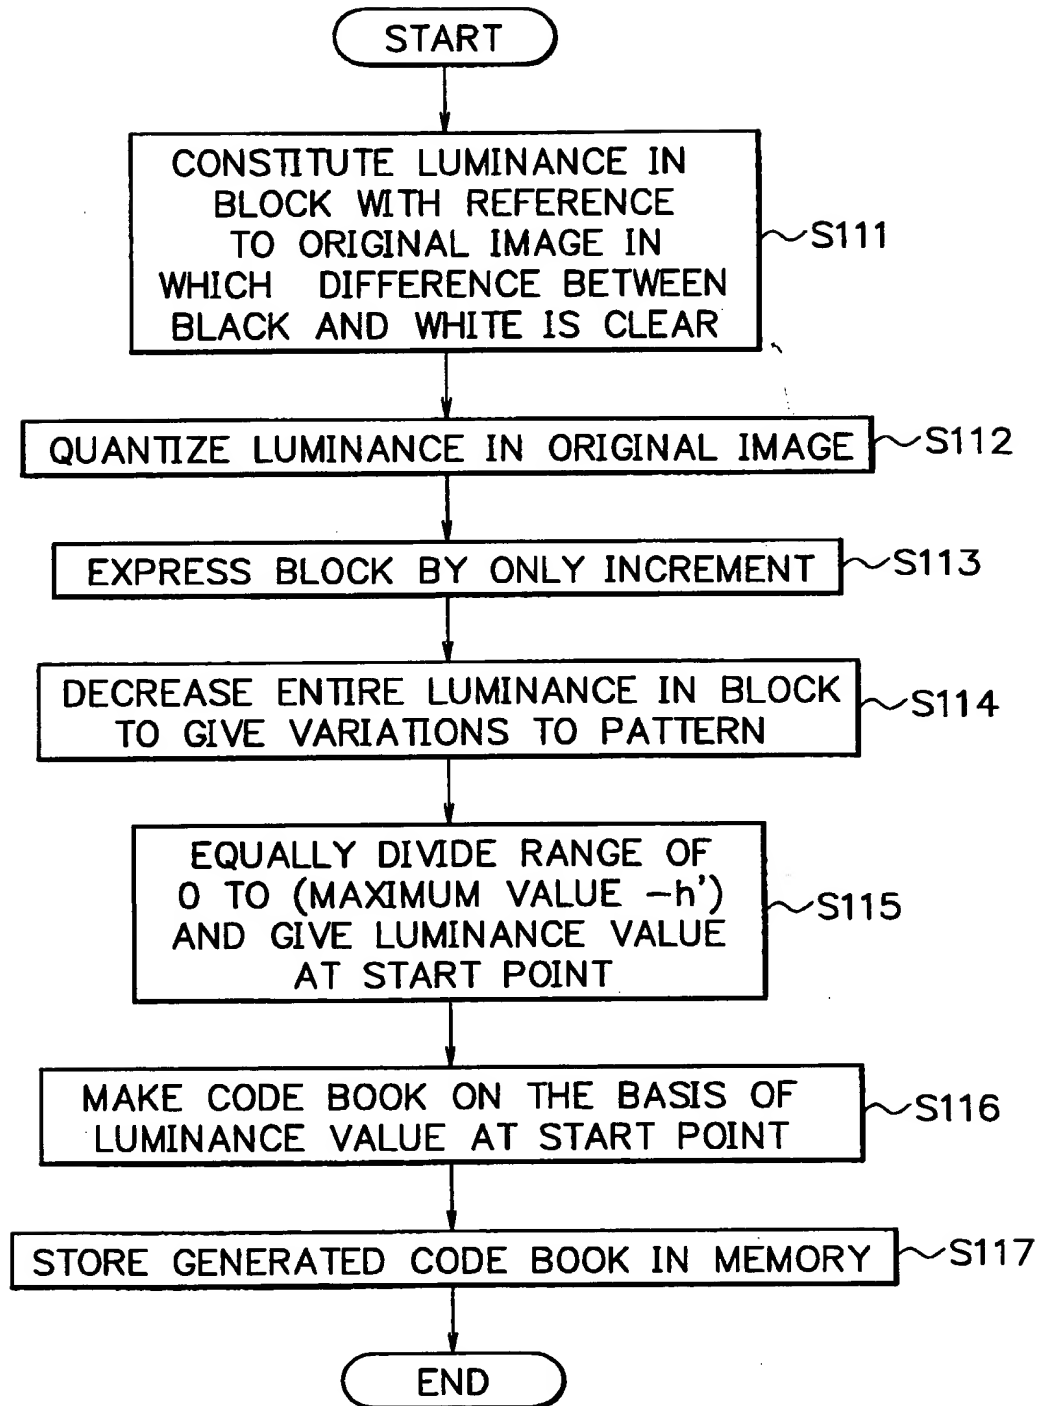 START
CONSTITUTE LUMINANCE IN
BLOCK WITH REFERENCE
TO ORIGINAL IMAGE IN
WHICH DIFFERENCE BETWEEN
BLACK AND WHITE IS CLEAR
S111
QUANTIZE LUMINANCE IN ORIGINAL IMAGE
S112
EXPRESS BLOCK BY ONLY INCREMENT
S113
DECREASE ENTIRE LUMINANCE IN BLOCK
TO GIVE VARIATIONS TO PATTERN
S114
EQUALLY DIVIDE RANGE OF
0 TO (MAXIMUM VALUE -h')
AND GIVE LUMINANCE VALUE
AT START POINT
S115
MAKE CODE BOOK ON THE BASIS OF
LUMINANCE VALUE AT START POINT
S116
STORE GENERATED CODE BOOK IN MEMORY
S117
END